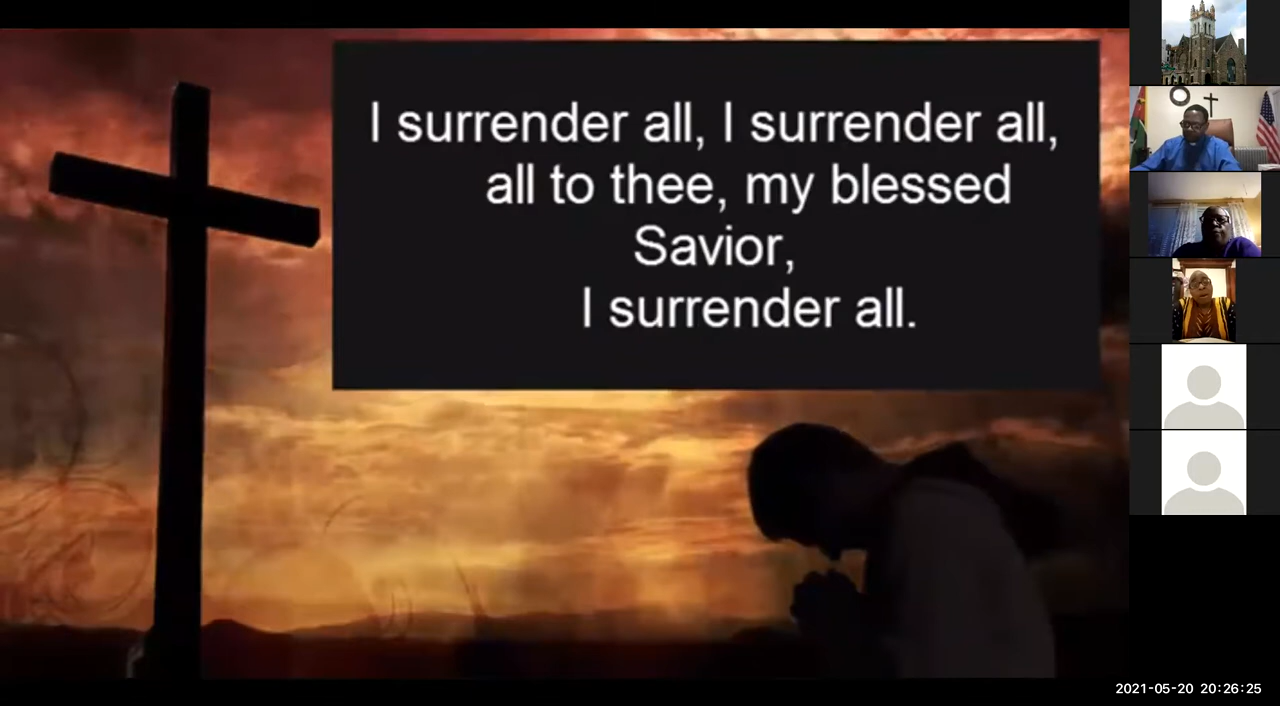 I surrender all, I surrender all,
all to thee, my blessed
Savior,
I surrender all.
2021-05-20 20:26:25